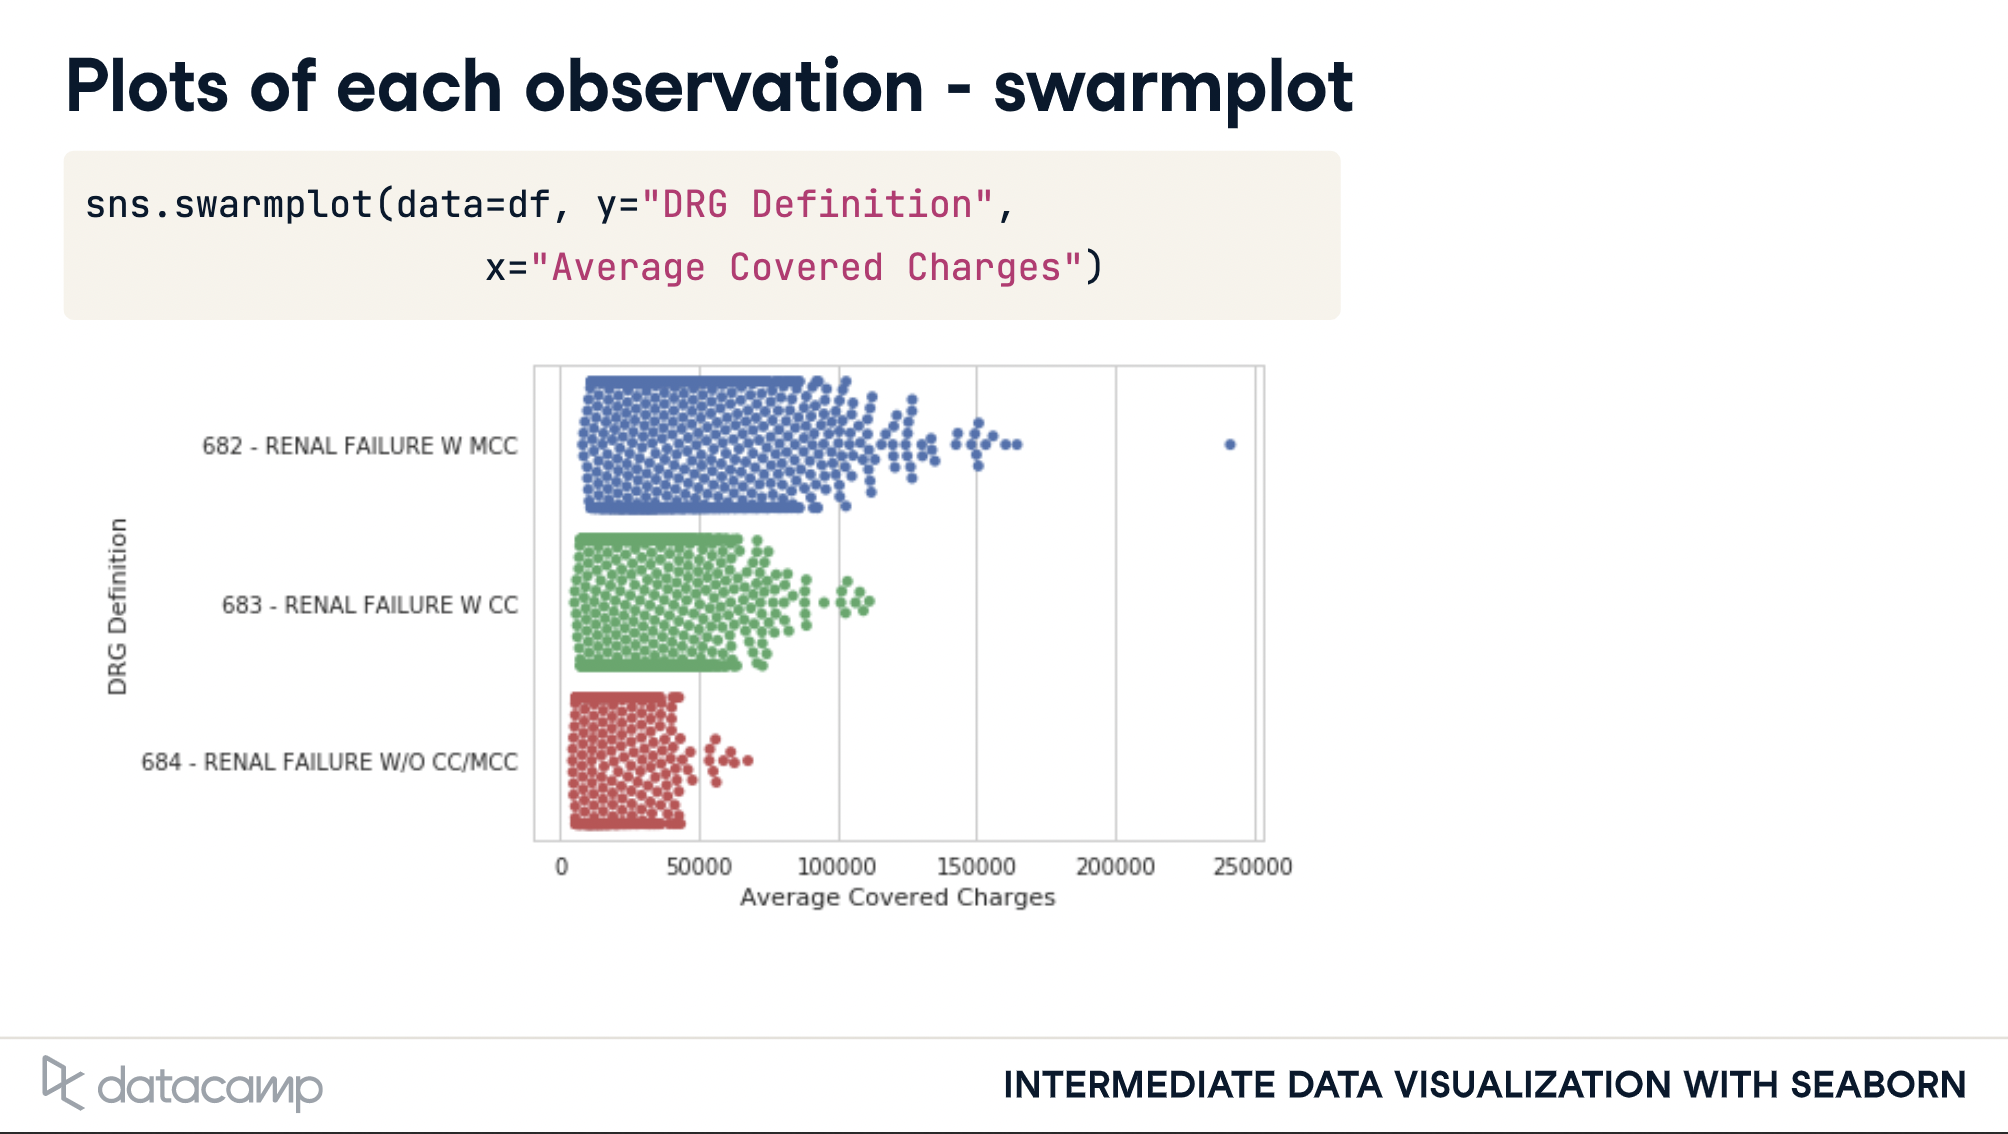 Plots of each observation - swarmplot
sns.swarmplot(data=df, y="DRG Definition",
x="Average Covered Charges")
682 - RENAL FAILURE W MCC
683 - RENAL FAILURE W CC
684 - RENAL FAILURE W/O CC/MCC
DRG Definition
0 50000 100000 150000 200000 250000
Average Covered Charges
datacamp
INTERMEDIATE DATA VISUALIZATION WITH SEABORN